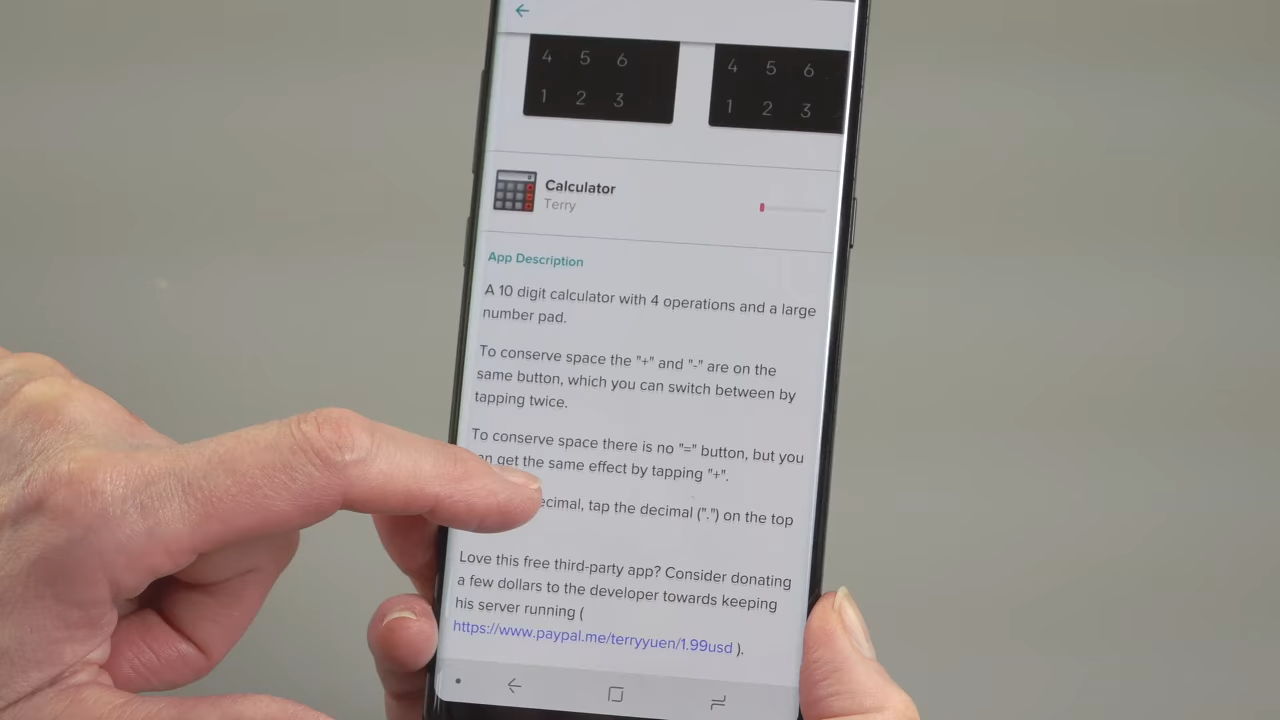 4 5 6 4 5 6
1 2 3 1 2 3
Calculator
Terry
App Description
A 10 digit calculator with 4 operations and a large
number pad.
To conserve space the "+" and "-" are on the
same button, which you can switch between by
tapping twice.
To conserve space there is no "=" button, but you
get the same effect by tapping "+".
tap the decimal (".") on the top
Love this free third-party app? Consider donating
a few dollars to the developer towards keeping
his server running (
https://www.paypal.me/terryyuen/1.99usd ).